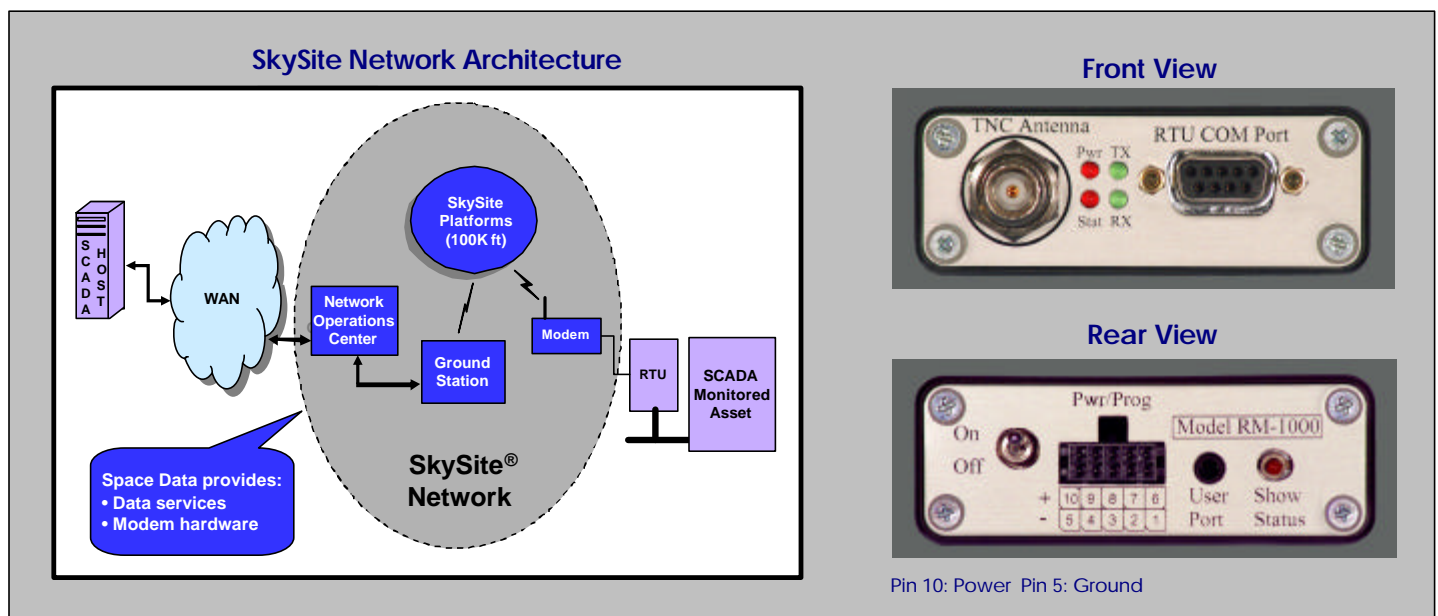 SkySite Network Architecture
SCADA
HOST
WAN
SkySite
Platforms
(100K ft)
Network
Operations
Center
Ground
Station
Modem
RTU
SCADA
Monitored
Asset
SkySite®
Network
Space Data provides:
• Data services
• Modem hardware
Front View
TNC Antenna
RTU COM Port
Pwr TX
Stat RX
Rear View
Pwr/Prog
On
Off
Model RM-1000
+ 10 9 8 7 6
- 5 4 3 2 1
User
Port
Show
Status
Pin 10: Power Pin 5: Ground